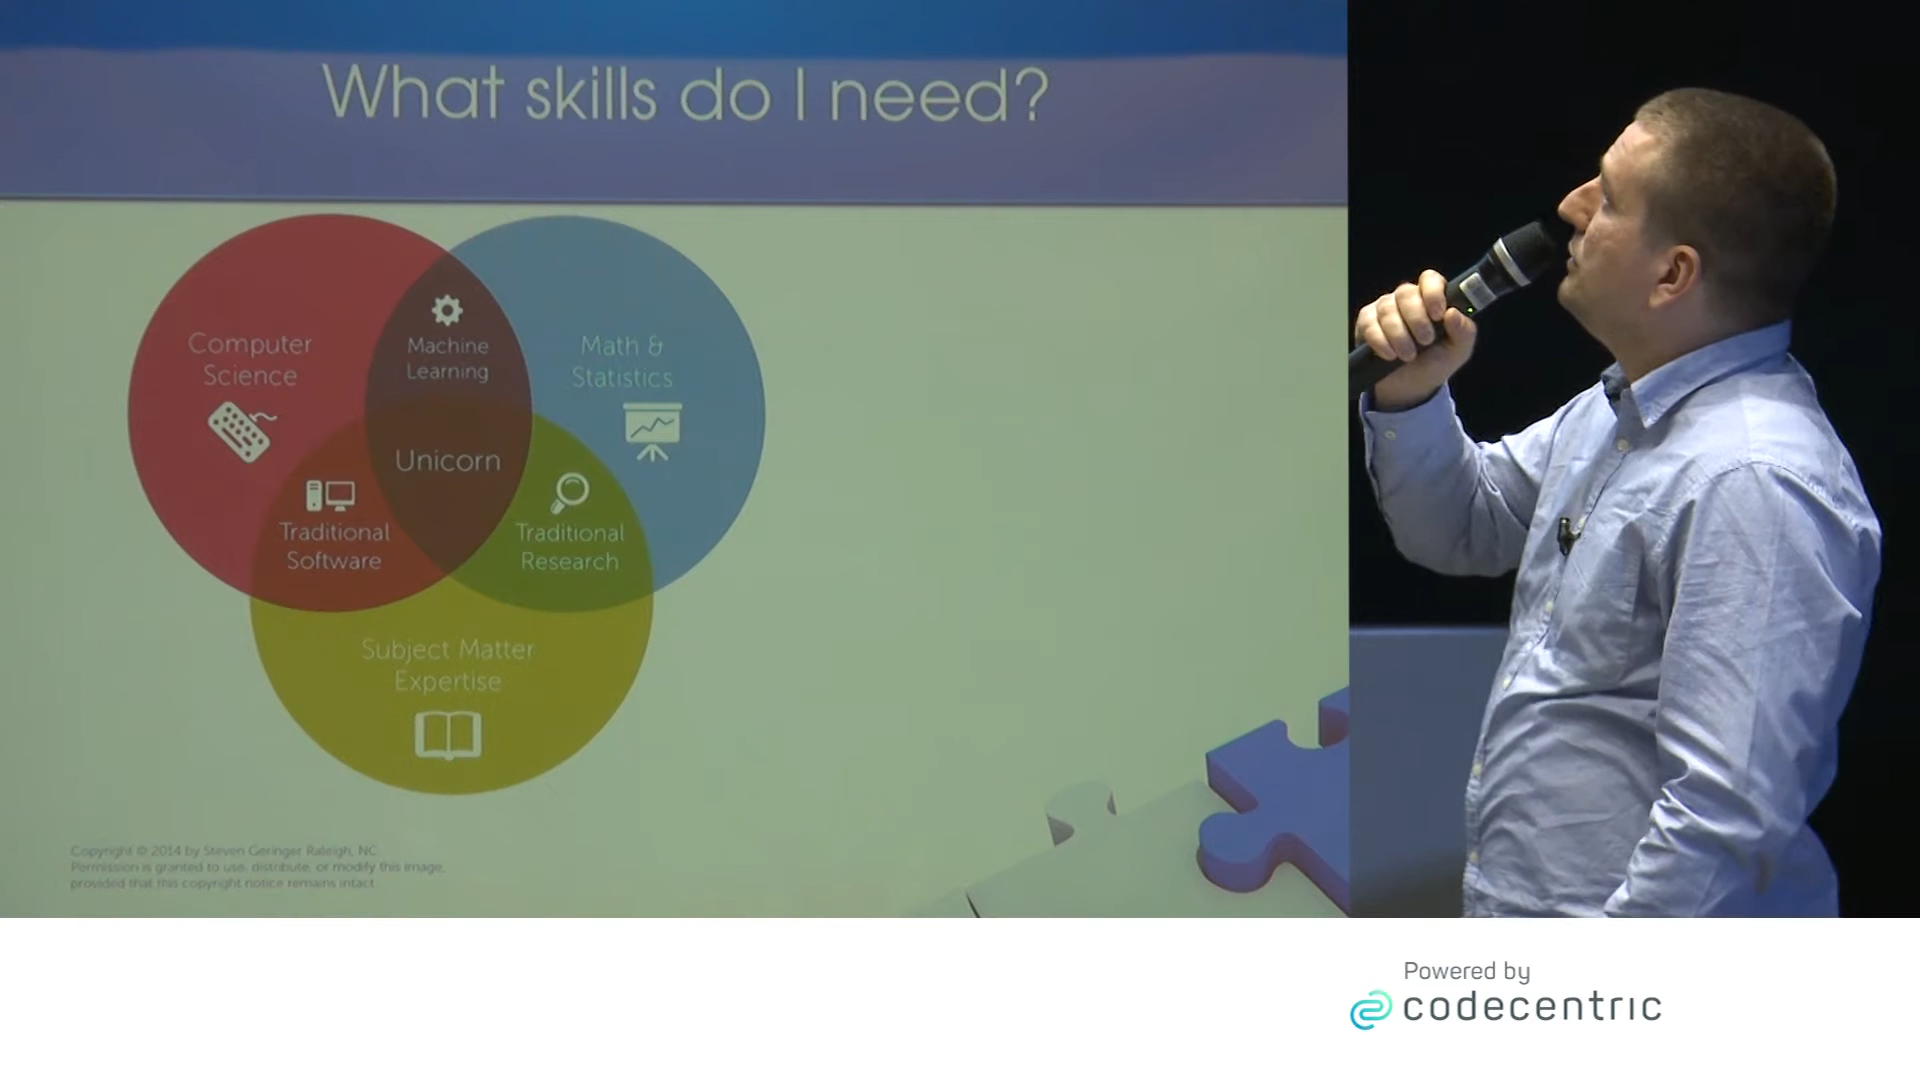 What skills do I need?
Computer
Science
Machine
Learning
Math &
Statistics
Unicorn
Traditional
Software
Traditional
Research
Subject Matter
Expertise
Copyright © 2014 by Steven Geringer Raleigh, NC.
Permission is granted to use, distribute, or modify this image,
provided that this copyright notice remains intact.
Powered by
codecentric